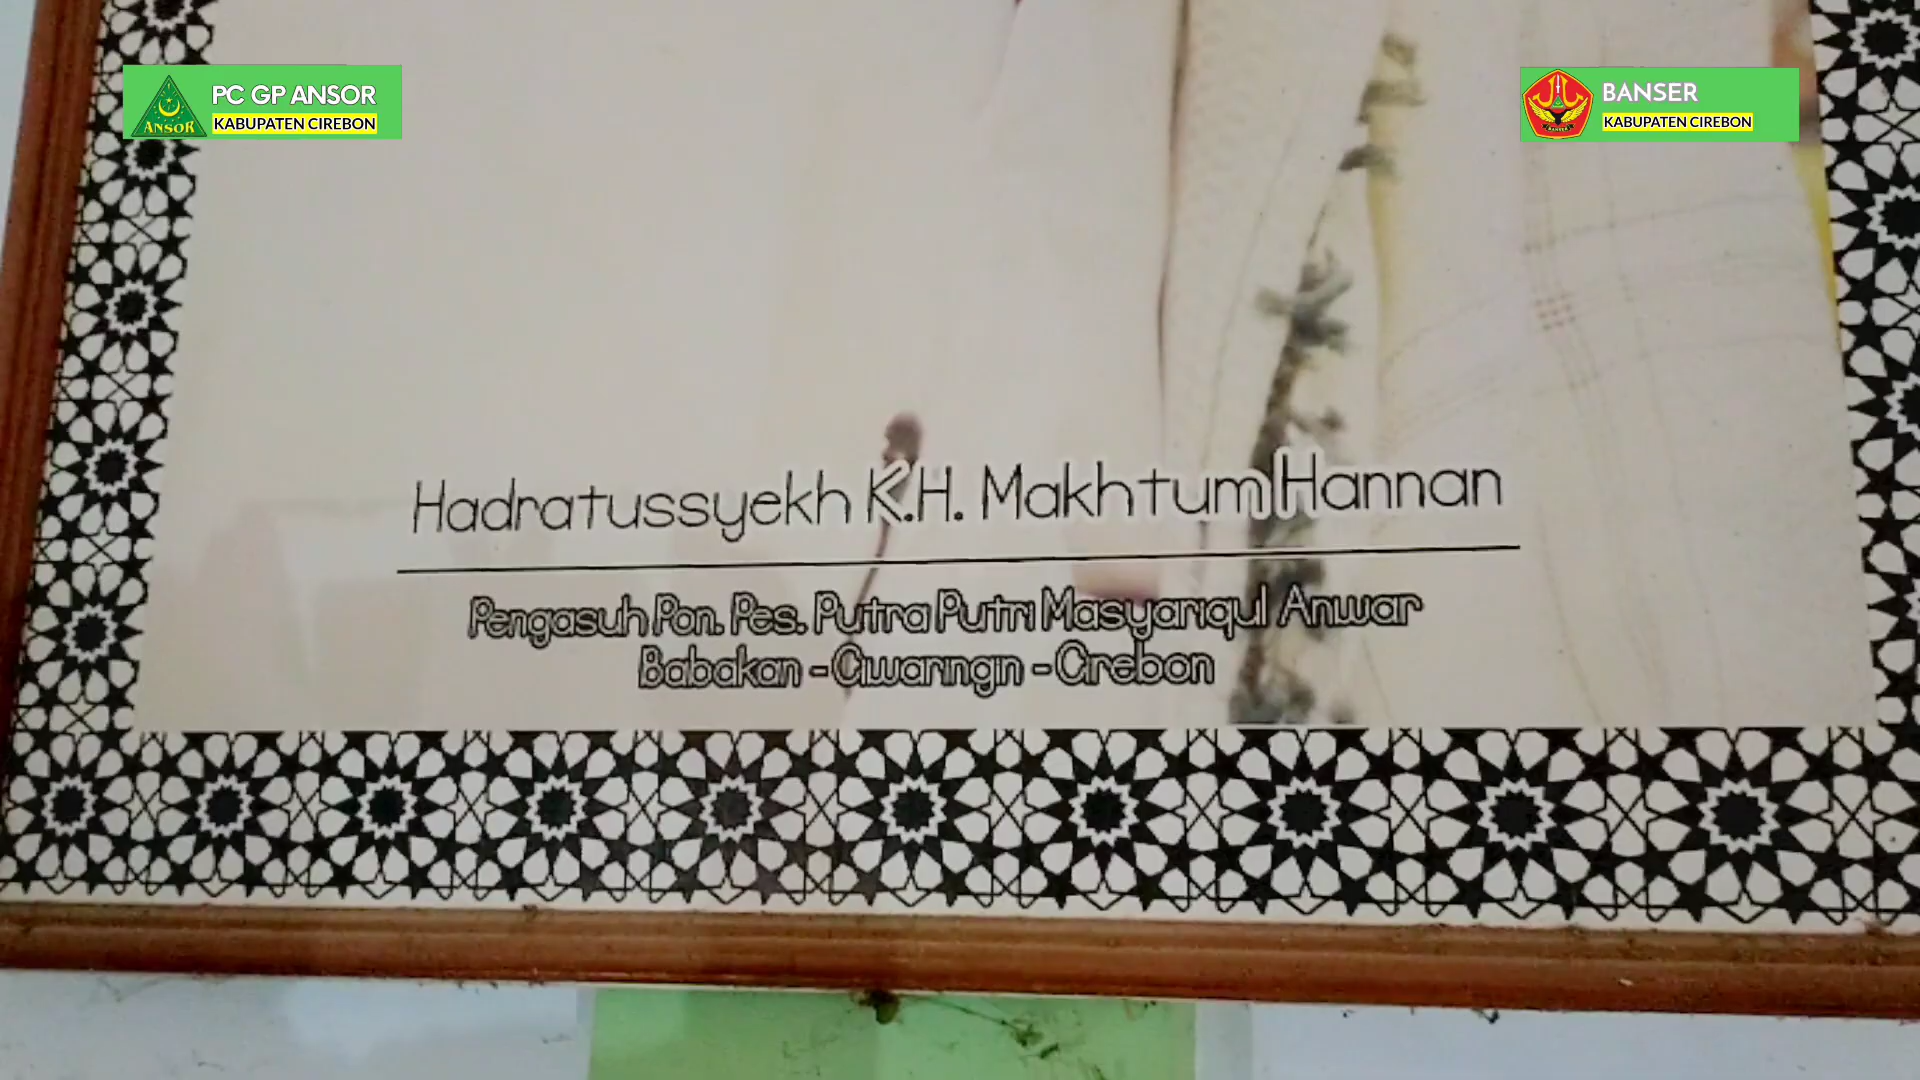 ANSOR
PC GP ANSOR
KABUPATEN CIREBON
BANSER
KABUPATEN CIREBON
Hadratussyekh K.H. Makhtum Hannan
Pengasuh Pon. Pes. Putra Putri Masyariqul Anwar
Babakan - Ciwaringin - Cirebon